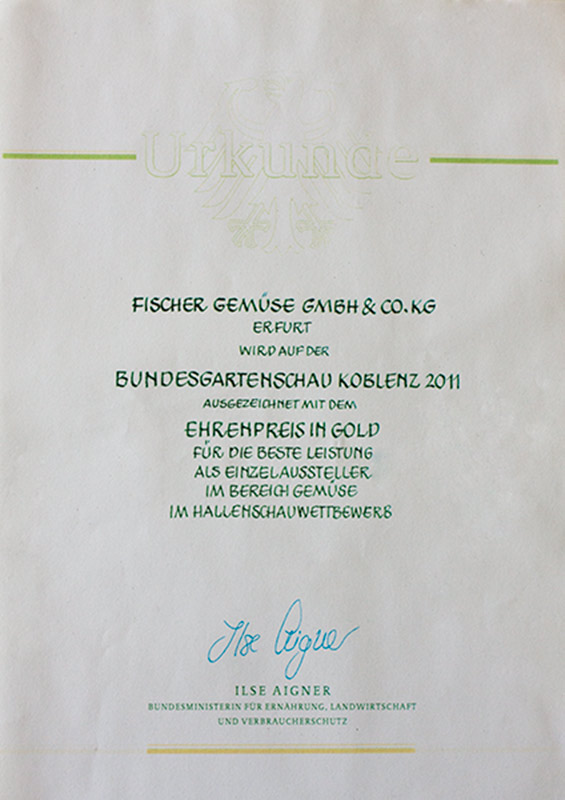 Urkunde
FISCHER GEMÜSE GMBH & CO. KG
ERFURT
WIRD AUF DER
BUNDESGARTENSCHAU KOBLENZ 2011
AUSGEZEICHNET MIT DEM
EHRENPREIS IN GOLD
FÜR DIE BESTE LEISTUNG
ALS EINZELAUSSTELLER
IM BEREICH GEMÜSE
IM HALLENSCHAUWETTBEWERB
Ilse Aigner
ILSE AIGNER
BUNDESMINISTERIN FÜR ERNÄHRUNG, LANDWIRTSCHAFT
UND VERBRAUCHERSCHUTZ